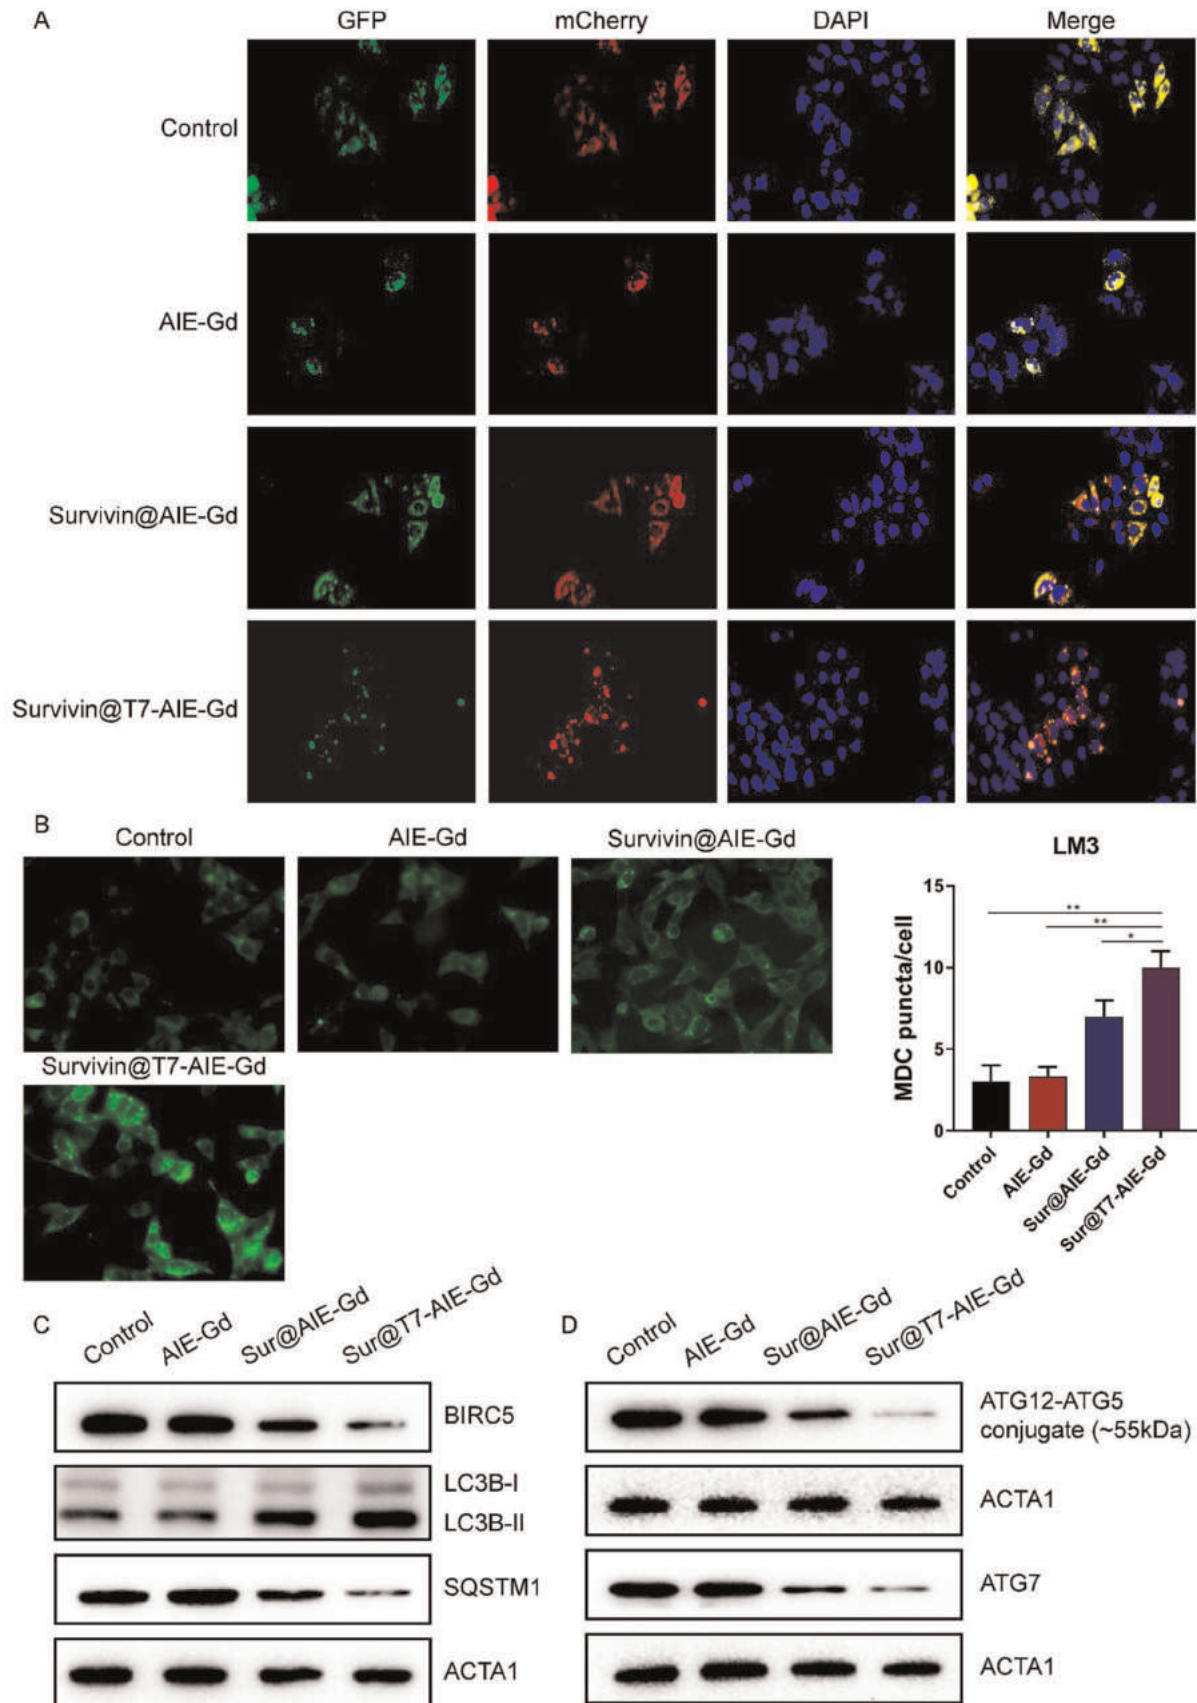 A
GFP mCherry DAPI Merge
Control
AIE-Gd
Survivin@AIE-Gd
Survivin@T7-AIE-Gd
B
Control AIE-Gd Survivin@AIE-Gd
Survivin@T7-AIE-Gd
LM3
MDC puncta/cell
15
10
5
0
**
**
*
Control AIE-Gd Sur@AIE-Gd Sur@T7-AIE-Gd
C
Control AIE-Gd Sur@AIE-Gd Sur@T7-AIE-Gd
BIRC5
LC3B-I
LC3B-II
SQSTM1
ACTA1
D
Control AIE-Gd Sur@AIE-Gd Sur@T7-AIE-Gd
ATG12-ATG5
conjugate (~55kDa)
ACTA1
ATG7
ACTA1